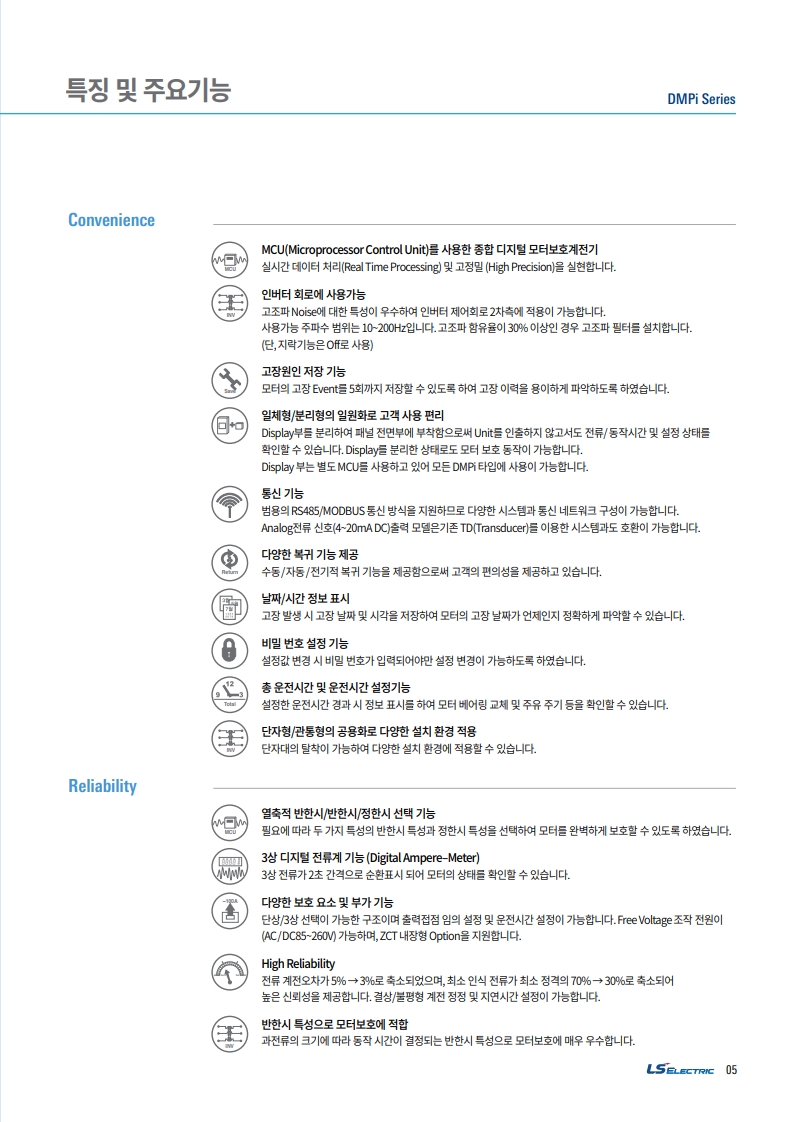 특징 및 주요기능
DMPi Series
Convenience
MCU
MCU(Microprocessor Control Unit)를 사용한 종합 디지털 모터보호계전기
실시간 데이터 처리(Real Time Processing) 및 고정밀 (High Precision)을 실현합니다.
INV
인버터 회로에 사용가능
고조파 Noise에 대한 특성이 우수하여 인버터 제어회로 2차측에 적용이 가능합니다.
사용가능 주파수 범위는 10~200Hz입니다. 고조파 함유율이 30% 이상인 경우 고조파 필터를 설치합니다.
(단, 지락기능은 Off로 사용)
Save
고장원인 저장 기능
모터의 고장 Event를 5회까지 저장할 수 있도록 하여 고장 이력을 용이하게 파악하도록 하였습니다.
일체형/분리형의 일원화로 고객 사용 편리
Display부를 분리하여 패널 전면부에 부착함으로써 Unit를 인출하지 않고서도 전류/ 동작시간 및 설정 상태를
확인할 수 있습니다. Display를 분리한 상태로도 모터 보호 동작이 가능합니다.
Display 부는 별도 MCU를 사용하고 있어 모든 DMPi 타입에 사용이 가능합니다.
통신 기능
범용의 RS485/MODBUS 통신 방식을 지원하므로 다양한 시스템과 통신 네트워크 구성이 가능합니다.
Analog전류 신호(4~20mA DC)출력 모델은기존 TD(Transducer)를 이용한 시스템과도 호환이 가능합니다.
Return
다양한 복귀 기능 제공
수동/자동/전기적 복귀 기능을 제공함으로써 고객의 편의성을 제공하고 있습니다.
7월
날짜/시간 정보 표시
고장 발생 시 고장 날짜 및 시각을 저장하여 모터의 고장 날짜가 언제인지 정확하게 파악할 수 있습니다.
비밀 번호 설정 기능
설정값 변경 시 비밀 번호가 입력되어야만 설정 변경이 가능하도록 하였습니다.
12
9 3
Total
총 운전시간 및 운전시간 설정기능
설정한 운전시간 경과 시 정보 표시를 하여 모터 베어링 교체 및 주유 주기 등을 확인할 수 있습니다.
INV
단자형/관통형의 공용화로 다양한 설치 환경 적용
단자대의 탈착이 가능하여 다양한 설치 환경에 적용할 수 있습니다.
Reliability
MCU
열축적 반한시/반한시/정한시 선택 기능
필요에 따라 두 가지 특성의 반한시 특성과 정한시 특성을 선택하여 모터를 완벽하게 보호할 수 있도록 하였습니다.
3상 디지털 전류계 기능 (Digital Ampere–Meter)
3상 전류가 2초 간격으로 순환표시 되어 모터의 상태를 확인할 수 있습니다.
~100A
다양한 보호 요소 및 부가 기능
단상/3상 선택이 가능한 구조이며 출력접점 임의 설정 및 운전시간 설정이 가능합니다. Free Voltage 조작 전원이
(AC / DC85~260V) 가능하며, ZCT 내장형 Option을 지원합니다.
High Reliability
전류 계전오차가 5% → 3%로 축소되었으며, 최소 인식 전류가 최소 정격의 70% → 30%로 축소되어
높은 신뢰성을 제공합니다. 결상/불평형 계전 정정 및 지연시간 설정이 가능합니다.
INV
반한시 특성으로 모터보호에 적합
과전류의 크기에 따라 동작 시간이 결정되는 반한시 특성으로 모터보호에 매우 우수합니다.
LS ELECTRIC 05